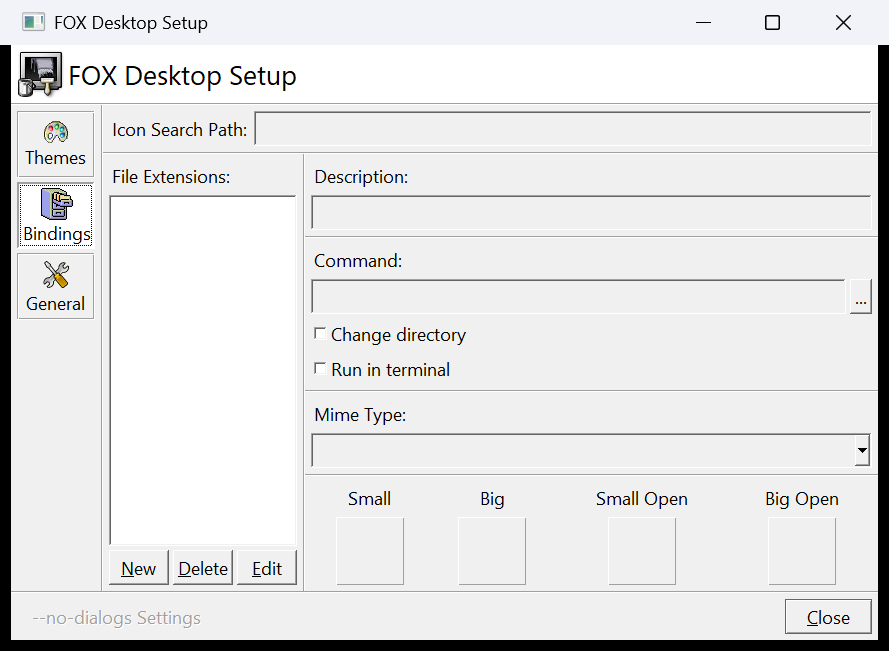 FOX Desktop Setup
FOX Desktop Setup
Themes
Bindings
General
Icon Search Path:
File Extensions:
New
Delete
Edit
Description:
Command:
...
Change directory
Run in terminal
Mime Type:
Small
Big
Small Open
Big Open
--no-dialogs Settings
Close